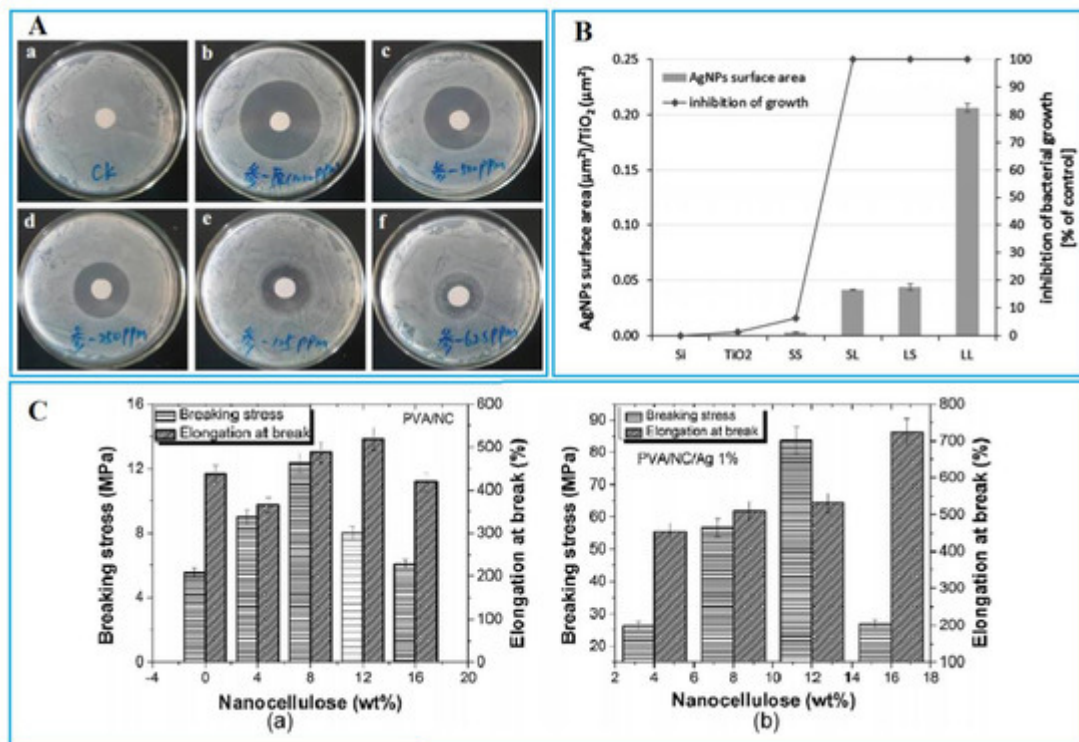 A
a
b
c
CK
d
e
f
B
0.25
0.20
0.15
0.10
0.05
0.00
AgNPs surface area (µm²)/TiO₂ (µm²)
AgNPs surface area
inhibition of growth
100
90
80
70
60
50
40
30
20
10
0
inhibition of bacterial growth
[% of control]
Si TiO2 SS SL LS LL
C
Breaking stress
Elongation at break
PVA/NC
Breaking stress (MPa)
16
12
8
4
0
Elongation at break (%)
600
500
400
300
200
100
0
-4 0 4 8 12 16 20
Nanocellulose (wt%)
(a)
Breaking stress
Elongation at break
PVA/NC/Ag 1%
Breaking stress (MPa)
90
80
70
60
50
40
30
20
Elongation at break (%)
800
700
600
500
400
300
200
100
2 4 6 8 10 12 14 16 18
Nanocellulose (wt%)
(b)